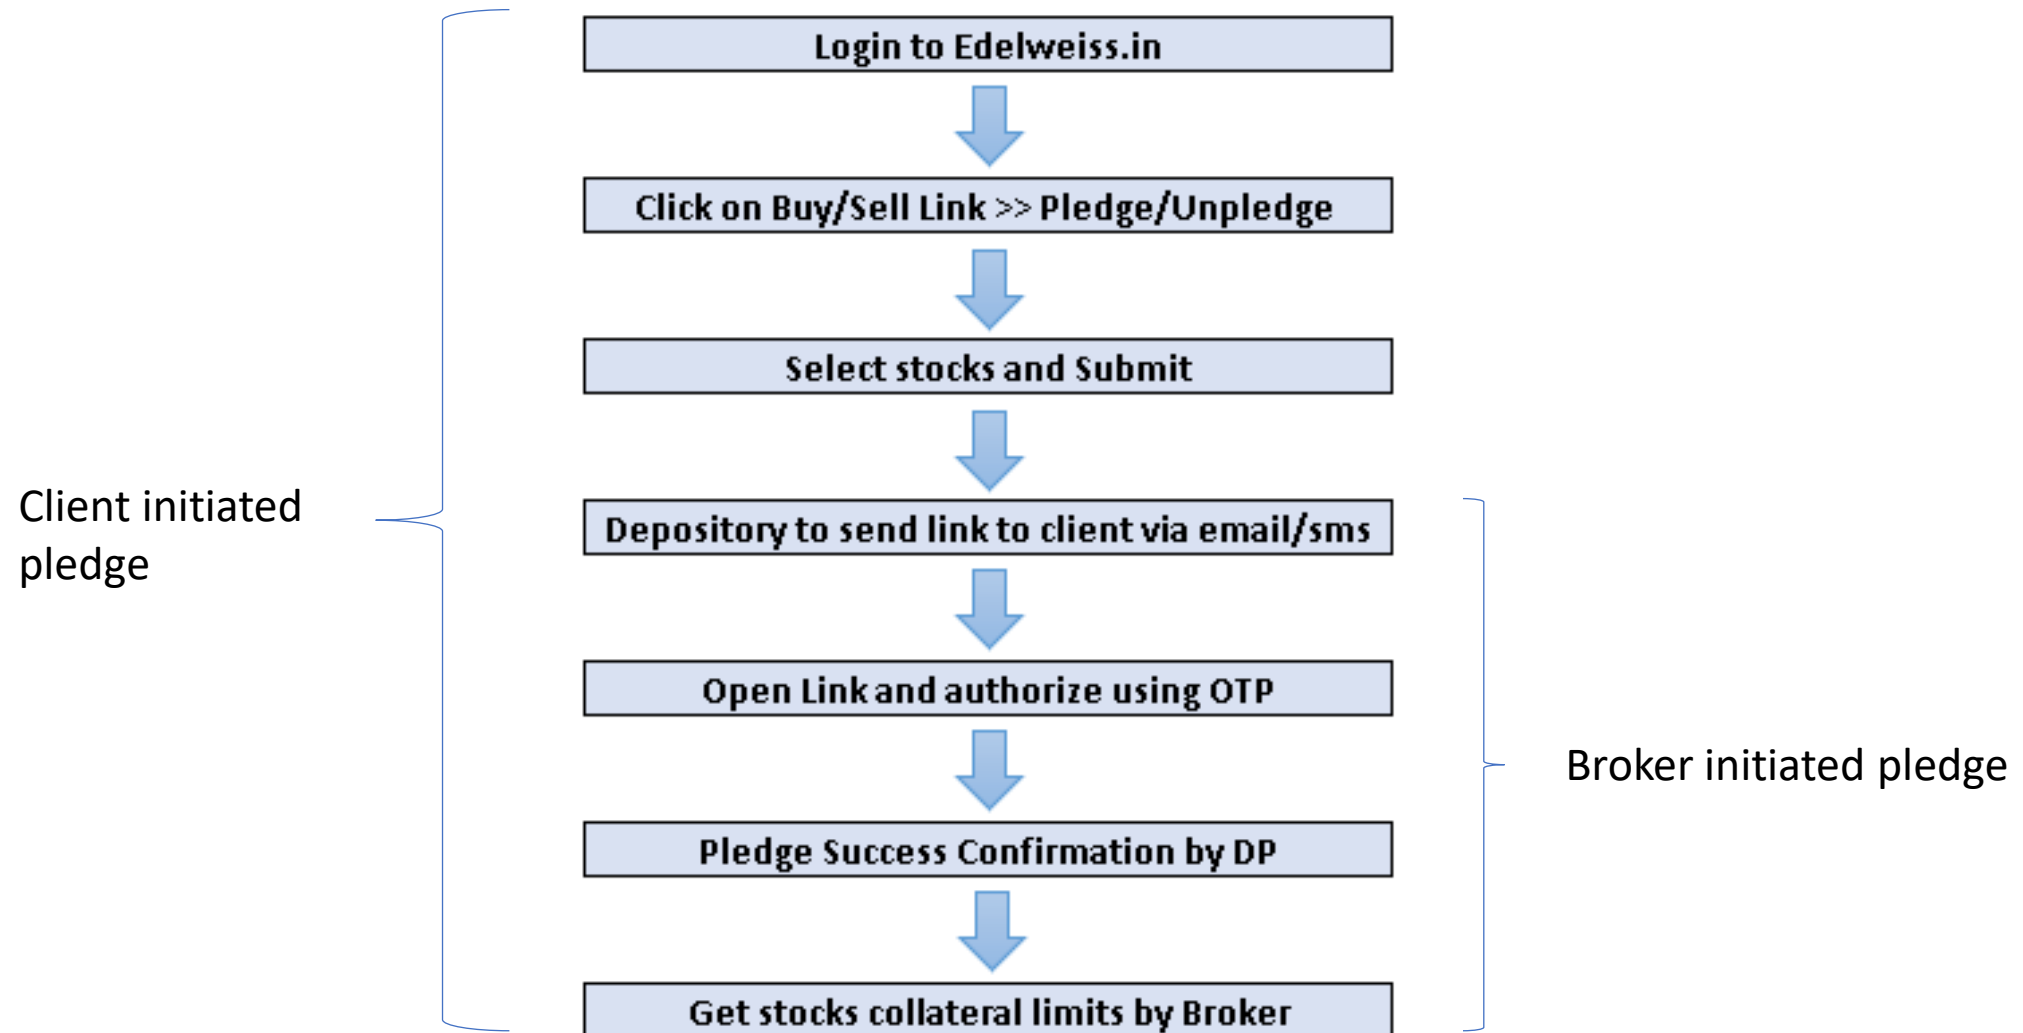 Login to Edelweiss.in
Click on Buy/Sell Link >> Pledge/Unpledge
Select stocks and Submit
Client initiated
pledge
Depository to send link to client via email/sms
Open Link and authorize using OTP
Broker initiated pledge
Pledge Success Confirmation by DP
Get stocks collateral limits by Broker